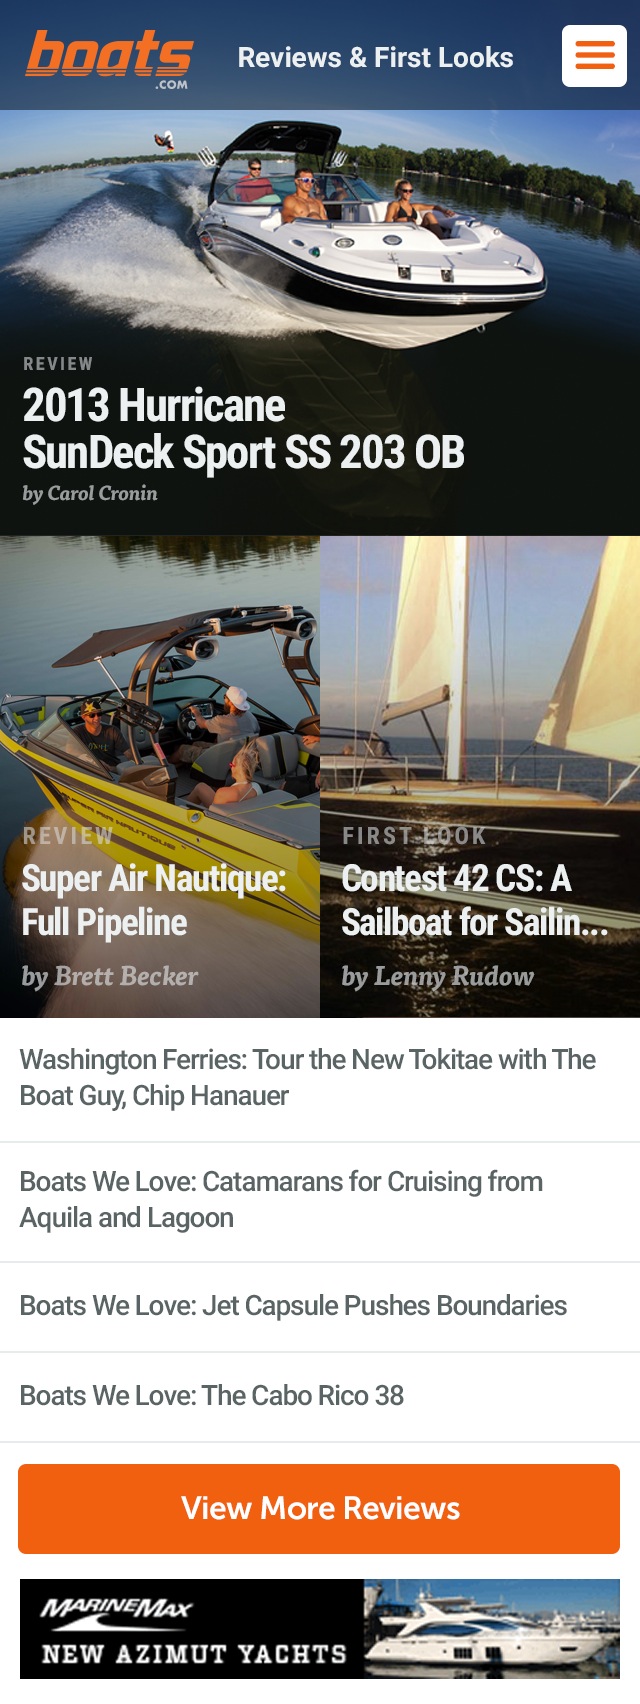 boats
.COM
Reviews & First Looks
REVIEW
2013 Hurricane
SunDeck Sport SS 203 OB
by Carol Cronin
SUPER AIR NAUTIQUE
REVIEW
Super Air Nautique:
Full Pipeline
by Brett Becker
FIRST LOOK
Contest 42 CS: A
Sailboat for Sailin...
by Lenny Rudow
Washington Ferries: Tour the New Tokitae with The
Boat Guy, Chip Hanauer
Boats We Love: Catamarans for Cruising from
Aquila and Lagoon
Boats We Love: Jet Capsule Pushes Boundaries
Boats We Love: The Cabo Rico 38
View More Reviews
MARINEMAX
NEW AZIMUT YACHTS